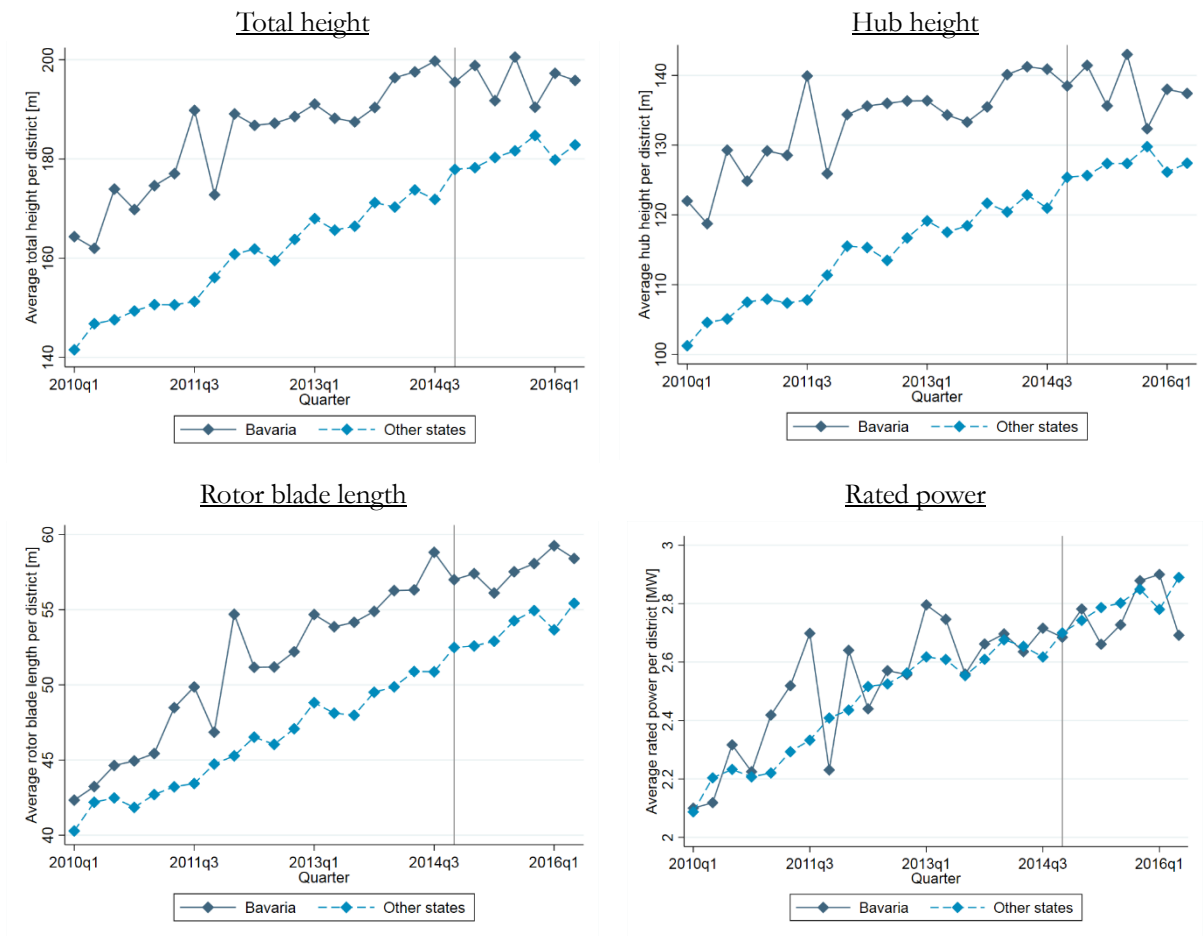 Total height
Average total height per district [m]
200
180
160
140
2010q1 2011q3 2013q1 2014q3 2016q1
Quarter
Bavaria Other states
Hub height
Average hub height per district [m]
140
130
120
110
100
2010q1 2011q3 2013q1 2014q3 2016q1
Quarter
Bavaria Other states
Rotor blade length
Average rotor blade length per district [m]
60
55
50
45
40
2010q1 2011q3 2013q1 2014q3 2016q1
Quarter
Bavaria Other states
Rated power
Average rated power per district [MW]
3
2.8
2.6
2.4
2.2
2
2010q1 2011q3 2013q1 2014q3 2016q1
Quarter
Bavaria Other states